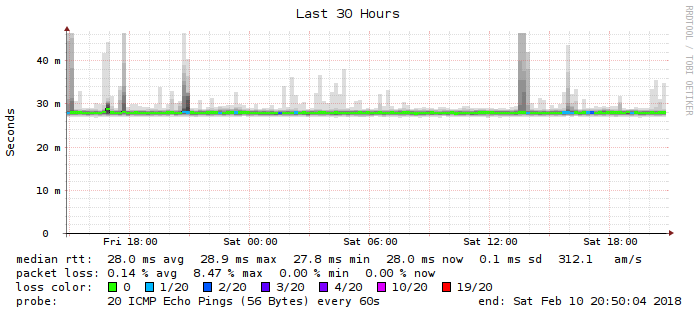 Last 30 Hours
RRDTOOL / TOBI OETIKER
Seconds
40 m
30 m
20 m
10 m
0
Fri 18:00 Sat 00:00 Sat 06:00 Sat 12:00 Sat 18:00
median rtt: 28.0 ms avg 28.9 ms max 27.8 ms min 28.0 ms now 0.1 ms sd 312.1 am/s
packet loss: 0.14 % avg 8.47 % max 0.00 % min 0.00 % now
loss color: 0 1/20 2/20 3/20 4/20 10/20 19/20
probe: 20 ICMP Echo Pings (56 Bytes) every 60s end: Sat Feb 10 20:50:04 2018